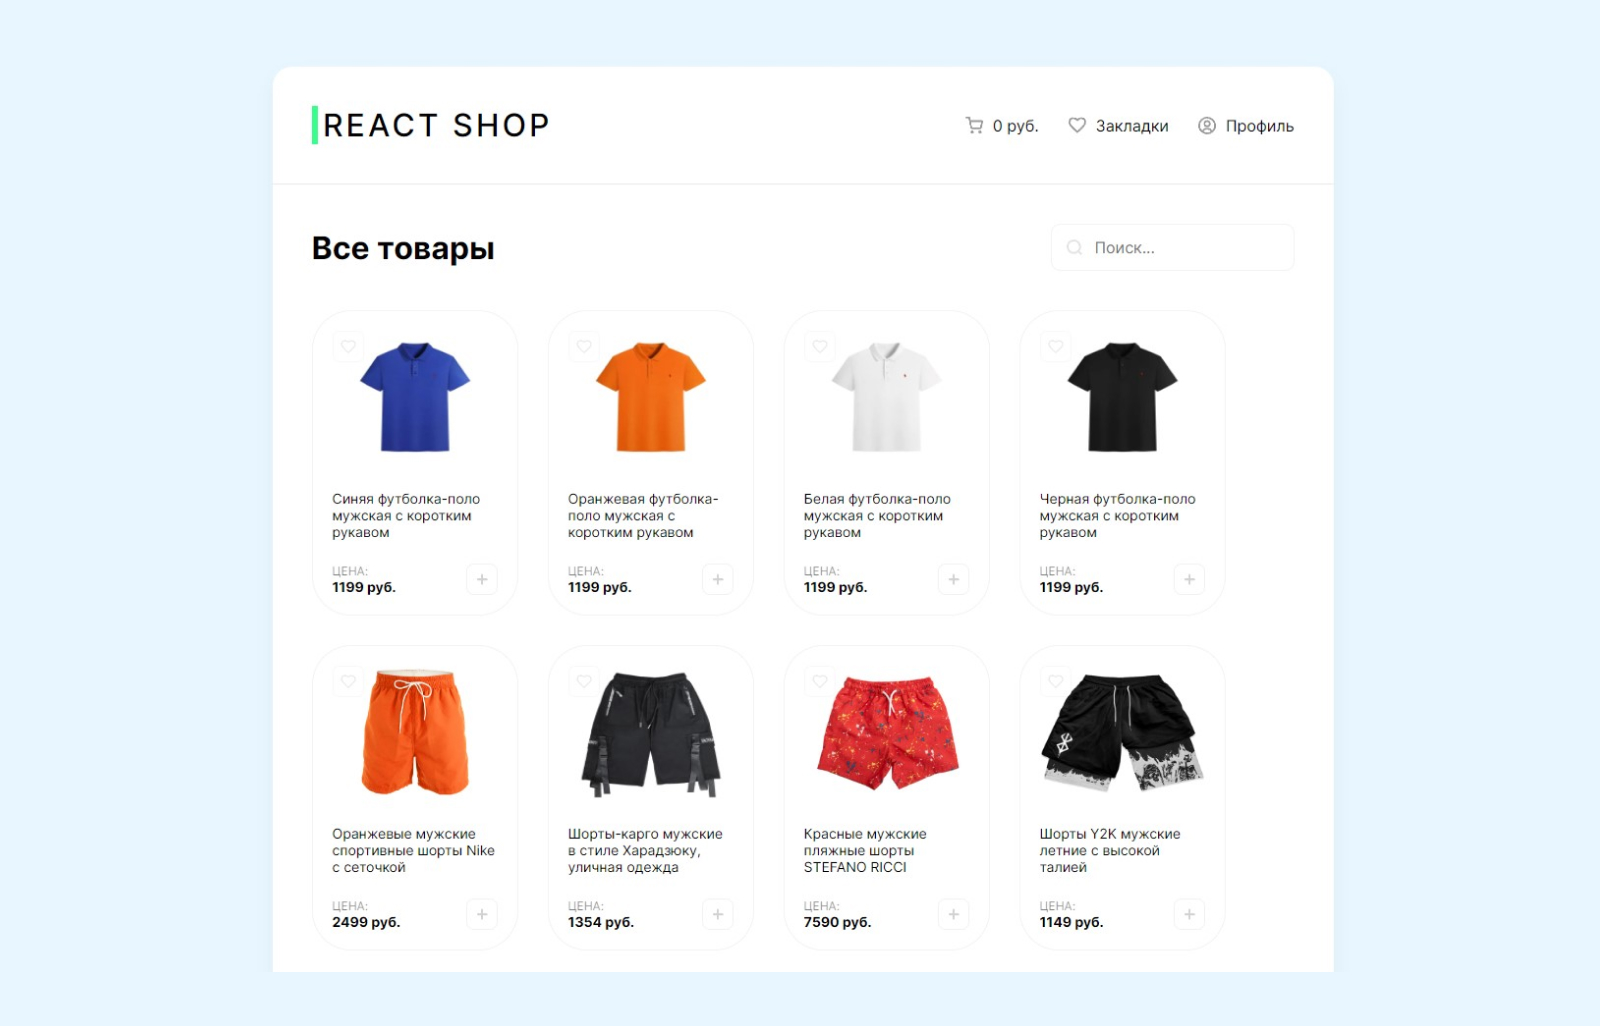 REACT SHOP
0 руб.
Закладки
Профиль
Все товары
Поиск...
Синяя футболка-поло
мужская с коротким
рукавом
ЦЕНА:
1199 руб.
Оранжевая футболка-
поло мужская с
коротким рукавом
ЦЕНА:
1199 руб.
Белая футболка-поло
мужская с коротким
рукавом
ЦЕНА:
1199 руб.
Черная футболка-поло
мужская с коротким
рукавом
ЦЕНА:
1199 руб.
Оранжевые мужские
спортивные шорты Nike
с сеточкой
ЦЕНА:
2499 руб.
Шорты-карго мужские
в стиле Харадзюку,
уличная одежда
ЦЕНА:
1354 руб.
Красные мужские
пляжные шорты
STEFANO RICCI
ЦЕНА:
7590 руб.
Шорты Y2K мужские
летние с высокой
талией
ЦЕНА:
1149 руб.